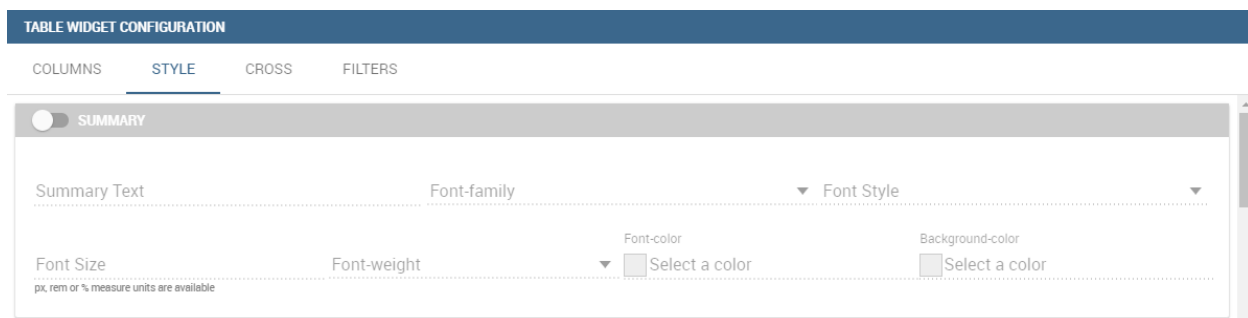 TABLE WIDGET CONFIGURATION
COLUMNS STYLE CROSS FILTERS
SUMMARY
Summary Text Font-family Font Style
Font-color Background-color
Font Size Font-weight Select a color Select a color
px, rem or % measure units are available